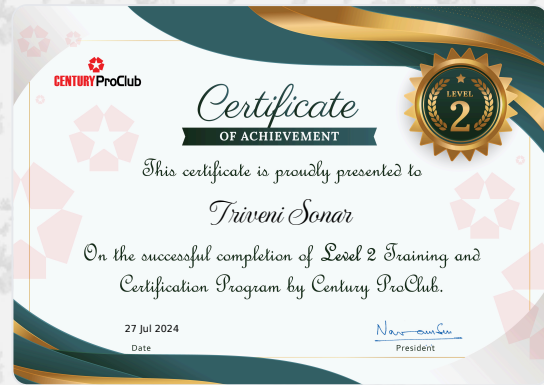 CENTURY ProClub
LEVEL
2
Certificate
OF ACHIEVEMENT
This certificate is proudly presented to
Triveni Sonar
On the successful completion of Level 2 Training and
Certification Program by Century ProClub.
27 Jul 2024
Date
President